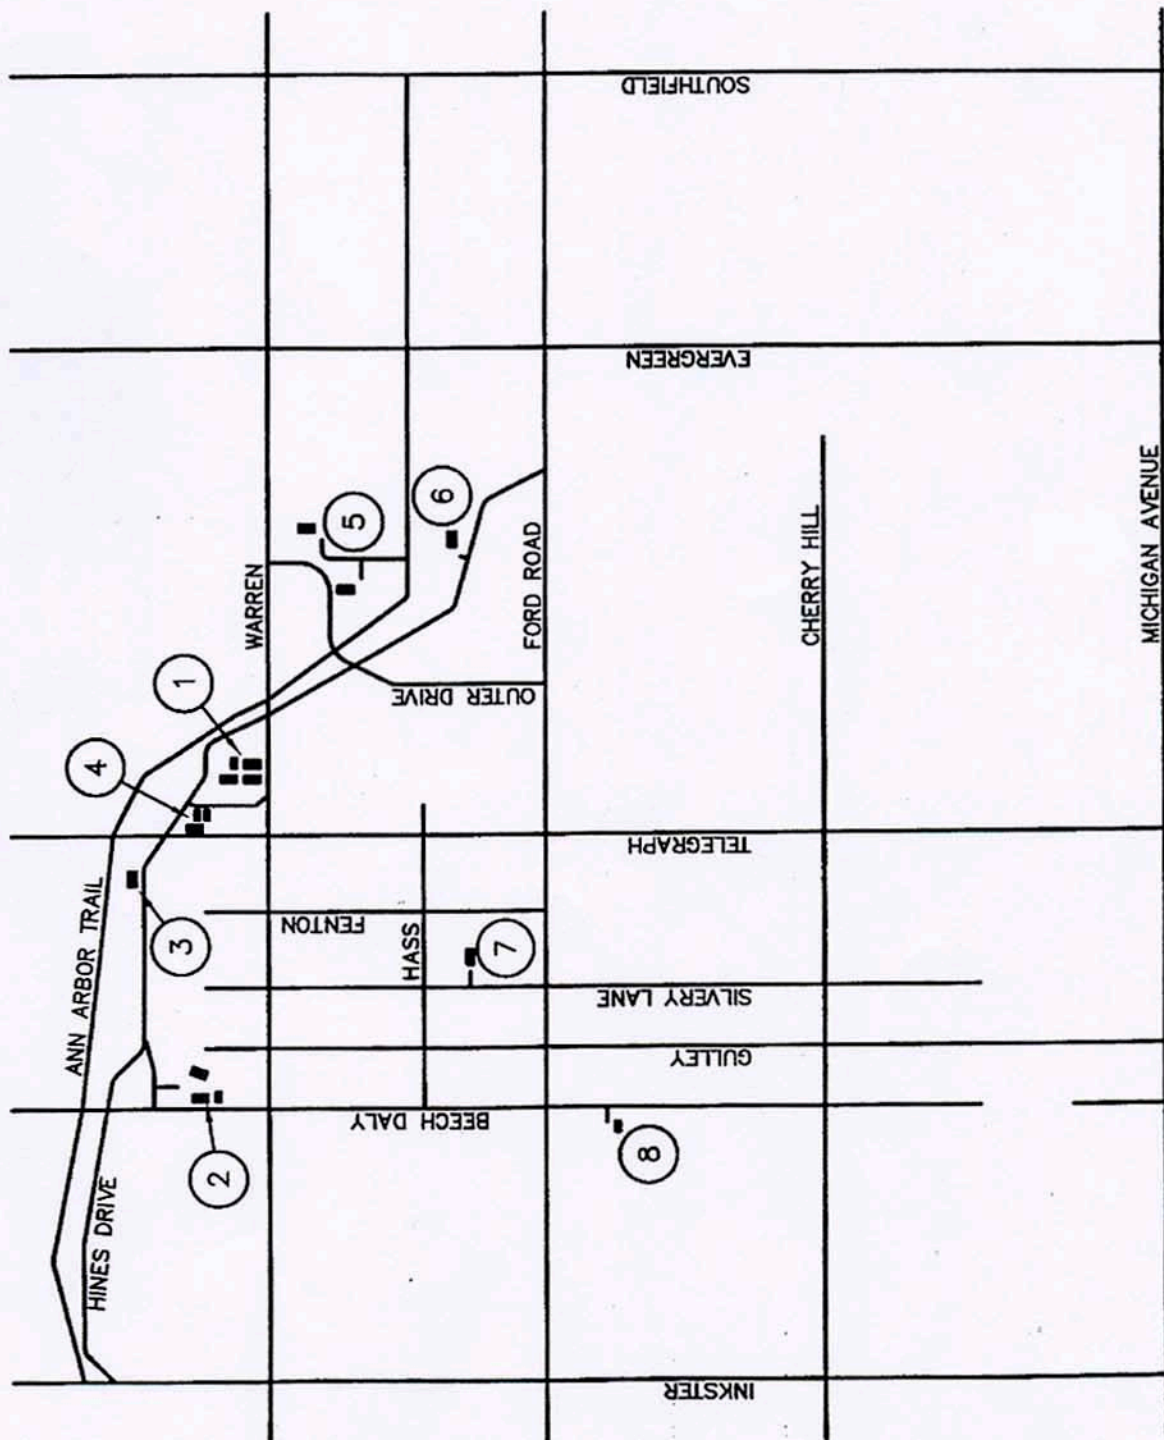 SOUTHFIELD
EVERGREEN
WARREN
FORD ROAD
CHERRY HILL
MICHIGAN AVENUE
OUTER DRIVE
ANN ARBOR TRAIL
HINES DRIVE
TELEGRAPH
FENTON
HASS
SILVERY LANE
GULLEY
BEECH DALY
INKSTER
1
2
3
4
5
6
7
8